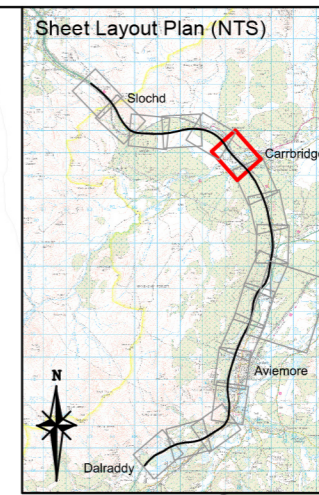 Sheet Layout Plan (NTS)
Slochd
Carrbridge
Aviemore
N
Dalraddy